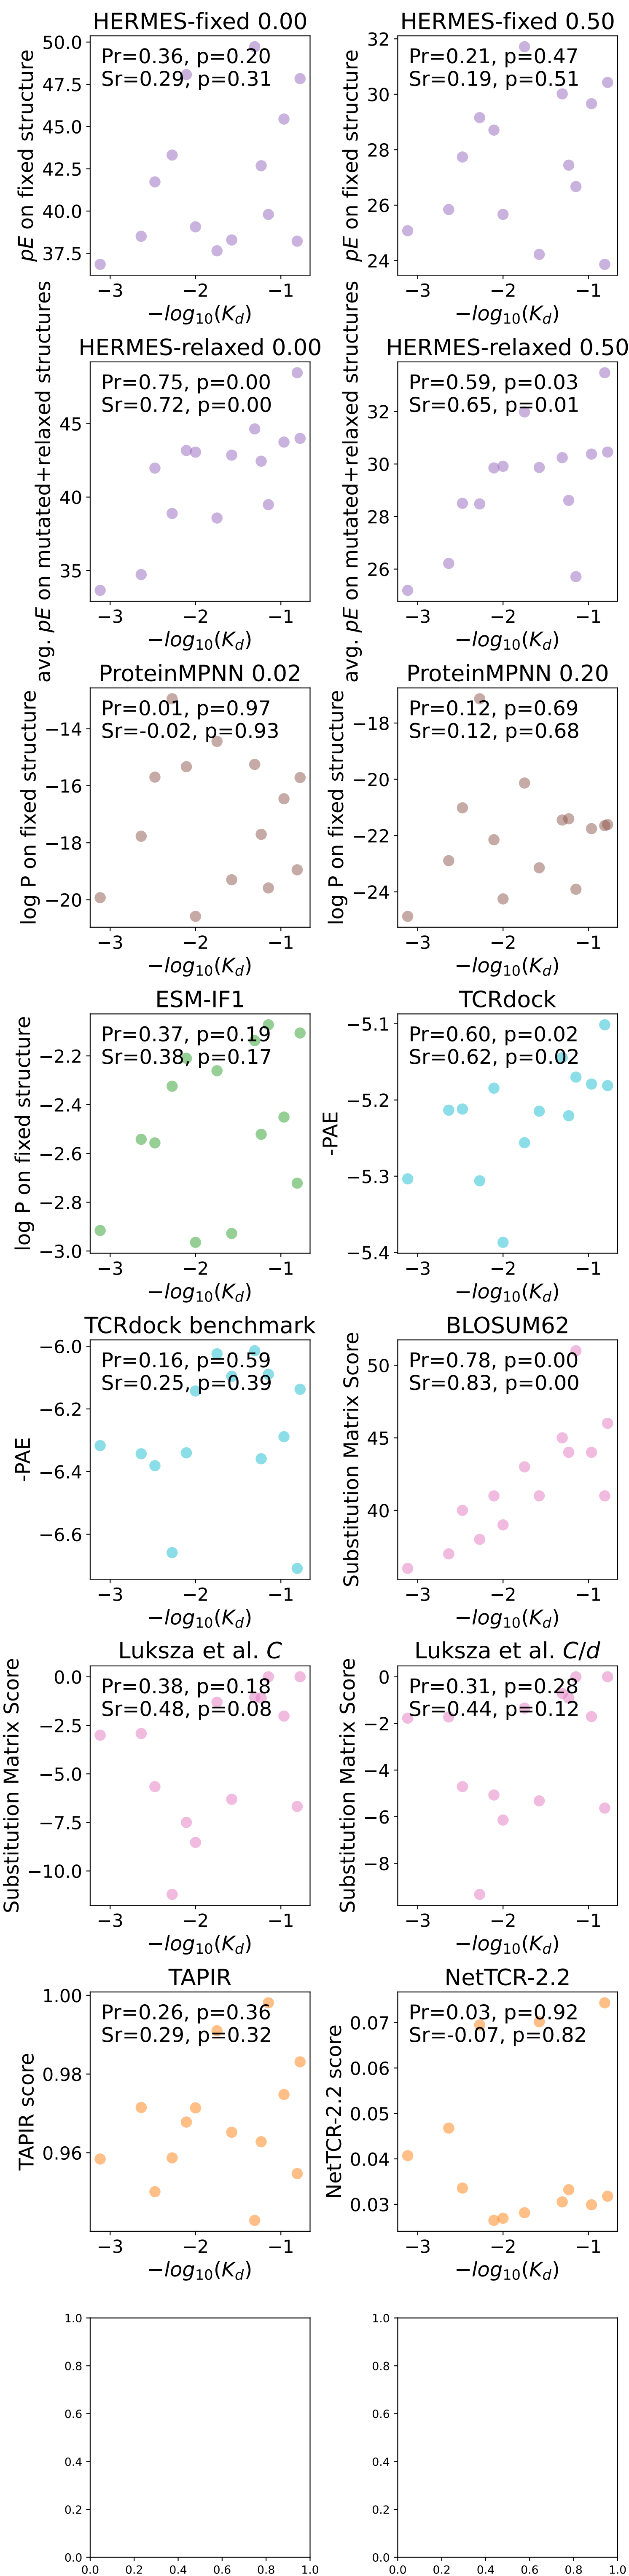 HERMES-fixed 0.00
HERMES-fixed 0.50
Pr=0.36, p=0.20
Sr=0.29, p=0.31
Pr=0.21, p=0.47
Sr=0.19, p=0.51
pE on fixed structure
50.0
47.5
45.0
42.5
40.0
37.5
pE on fixed structure
32
30
28
26
24
−3 −2 −1
−3 −2 −1
−log10(Kd)
−log10(Kd)
HERMES-relaxed 0.00
HERMES-relaxed 0.50
Pr=0.75, p=0.00
Sr=0.72, p=0.00
Pr=0.59, p=0.03
Sr=0.65, p=0.01
avg. pE on mutated+relaxed structures
45
40
35
avg. pE on mutated+relaxed structures
32
30
28
26
−3 −2 −1
−3 −2 −1
−log10(Kd)
−log10(Kd)
ProteinMPNN 0.02
ProteinMPNN 0.20
Pr=0.01, p=0.97
Sr=-0.02, p=0.93
Pr=0.12, p=0.69
Sr=0.12, p=0.68
log P on fixed structure
−14
−16
−18
−20
log P on fixed structure
−18
−20
−22
−24
−3 −2 −1
−3 −2 −1
−log10(Kd)
−log10(Kd)
ESM-IF1
TCRdock
Pr=0.37, p=0.19
Sr=0.38, p=0.17
Pr=0.60, p=0.02
Sr=0.62, p=0.02
log P on fixed structure
−2.2
−2.4
−2.6
−2.8
−3.0
-PAE
−5.1
−5.2
−5.3
−5.4
−3 −2 −1
−3 −2 −1
−log10(Kd)
−log10(Kd)
TCRdock benchmark
BLOSUM62
Pr=0.16, p=0.59
Sr=0.25, p=0.39
Pr=0.78, p=0.00
Sr=0.83, p=0.00
-PAE
−6.0
−6.2
−6.4
−6.6
Substitution Matrix Score
50
45
40
−3 −2 −1
−3 −2 −1
−log10(Kd)
−log10(Kd)
Luksza et al. C
Luksza et al. C/d
Pr=0.38, p=0.18
Sr=0.48, p=0.08
Pr=0.31, p=0.28
Sr=0.44, p=0.12
Substitution Matrix Score
0.0
−2.5
−5.0
−7.5
−10.0
Substitution Matrix Score
0
−2
−4
−6
−8
−3 −2 −1
−3 −2 −1
−log10(Kd)
−log10(Kd)
TAPIR
NetTCR-2.2
Pr=0.26, p=0.36
Sr=0.29, p=0.32
Pr=0.03, p=0.92
Sr=-0.07, p=0.82
TAPIR score
1.00
0.98
0.96
NetTCR-2.2 score
0.07
0.06
0.05
0.04
0.03
−3 −2 −1
−3 −2 −1
−log10(Kd)
−log10(Kd)
1.0
0.8
0.6
0.4
0.2
0.0
1.0
0.8
0.6
0.4
0.2
0.0
0.0 0.2 0.4 0.6 0.8 1.0
0.0 0.2 0.4 0.6 0.8 1.0